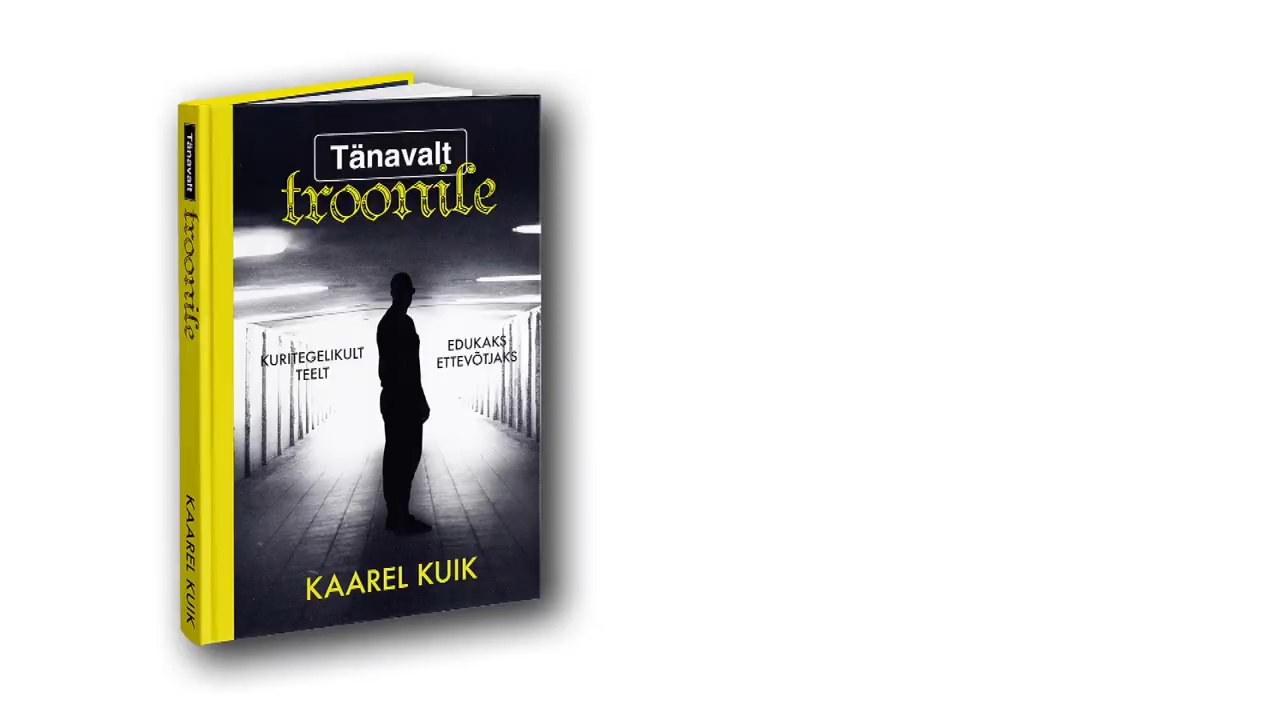 Tänavalt
troonile
KURITEGELIKULT
TEELT
EDUKAKS
ETTEVÕTJAKS
KAAREL KUIK
Tänavalt
troonile
KAAREL KUIK